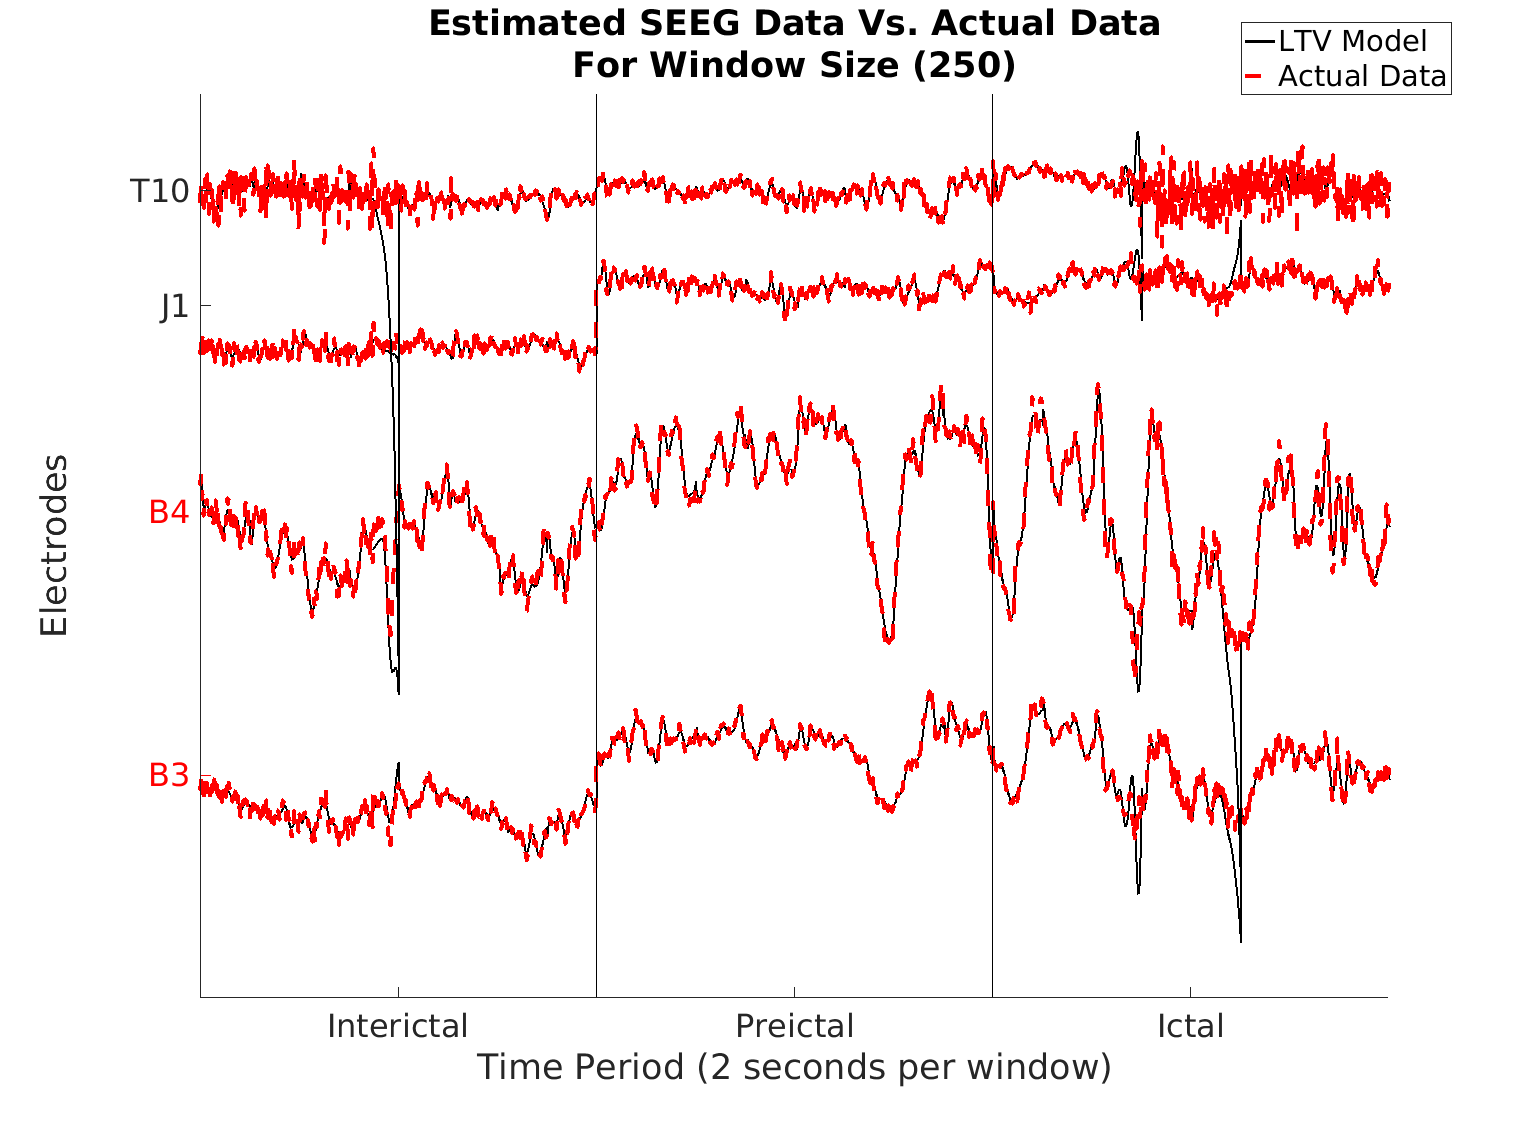 Estimated SEEG Data Vs. Actual Data
For Window Size (250)
LTV Model
Actual Data
T10
J1
B4
B3
Electrodes
Interictal
Preictal
Ictal
Time Period (2 seconds per window)